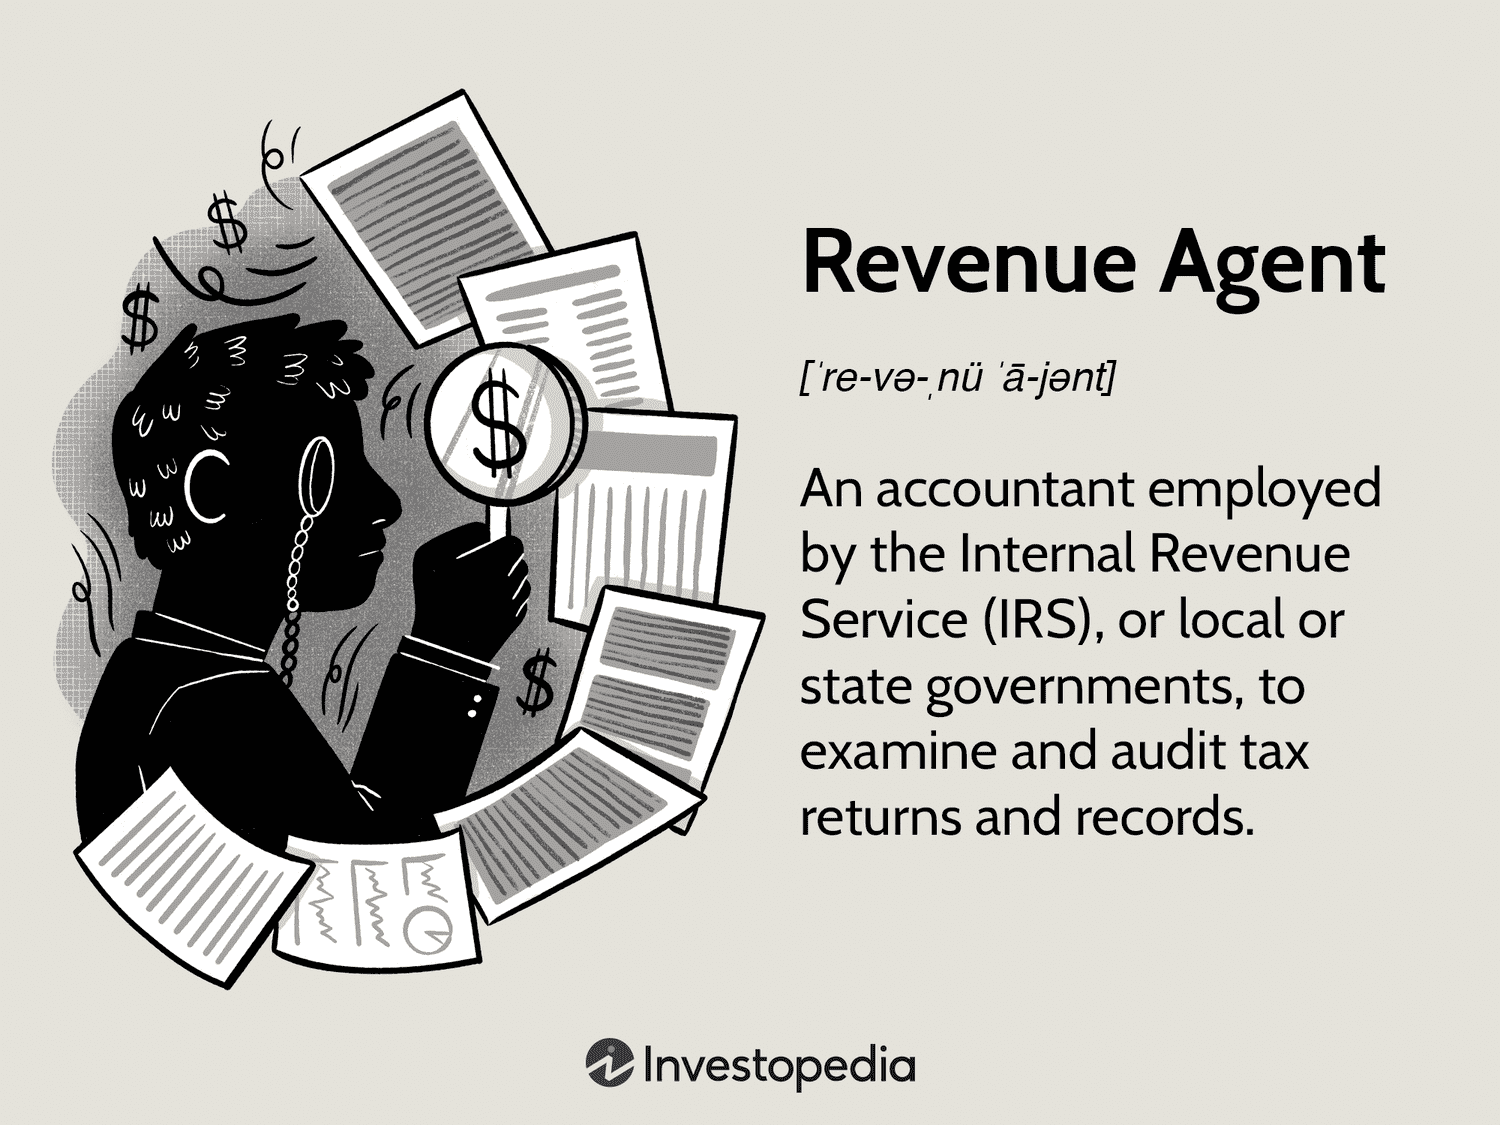 $
$
$
$
Revenue Agent
[ˈre-və-ˌnü ˈā-jənt]
An accountant employed
by the Internal Revenue
Service (IRS), or local or
state governments, to
examine and audit tax
returns and records.
Investopedia